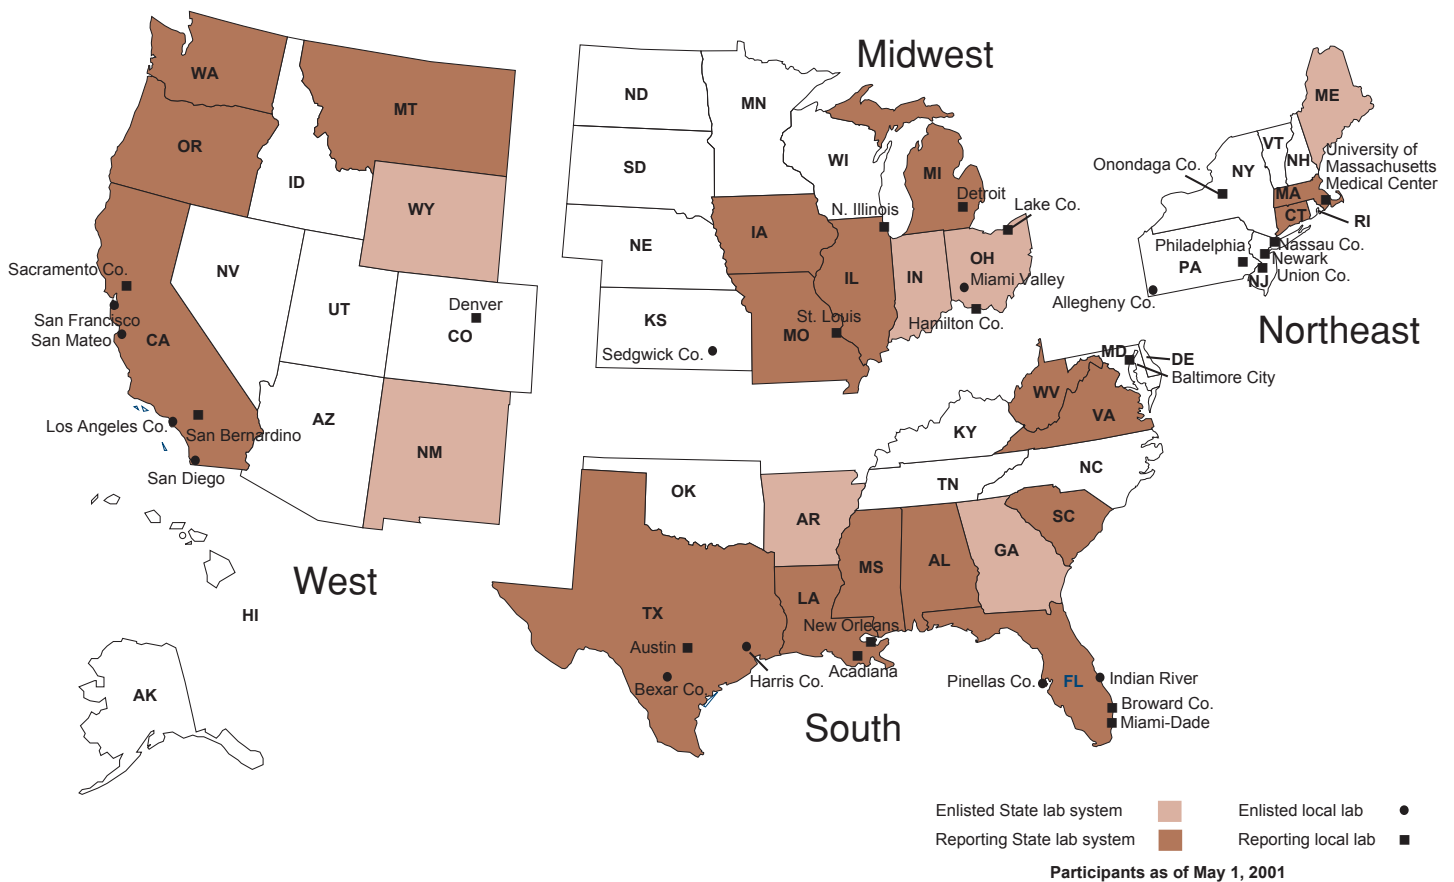 Midwest
WA
MT
OR
ID
WY
NV
UT
CO
Denver
CA
AZ
NM
Sacramento Co.
San Francisco
San Mateo
Los Angeles Co.
San Bernardino
San Diego
West
HI
AK
ND
MN
SD
WI
MI
Detroit
N. Illinois
Lake Co.
IA
NE
IL
IN
OH
Miami Valley
KS
MO
St. Louis
Hamilton Co.
Sedgwick Co.
ME
VT
NH
NY
Onondaga Co.
University of
Massachusetts
Medical Center
MA
CT
RI
Philadelphia
PA
Nassau Co.
Newark
Union Co.
NJ
Allegheny Co.
Northeast
MD
DE
Baltimore City
WV
VA
KY
NC
TN
OK
AR
SC
GA
MS
AL
LA
TX
New Orleans
Austin
Acadiana
Bexar Co.
Harris Co.
Pinellas Co.
FL
Indian River
Broward Co.
Miami-Dade
South
Enlisted State lab system
Enlisted local lab
Reporting State lab system
Reporting local lab
Participants as of May 1, 2001